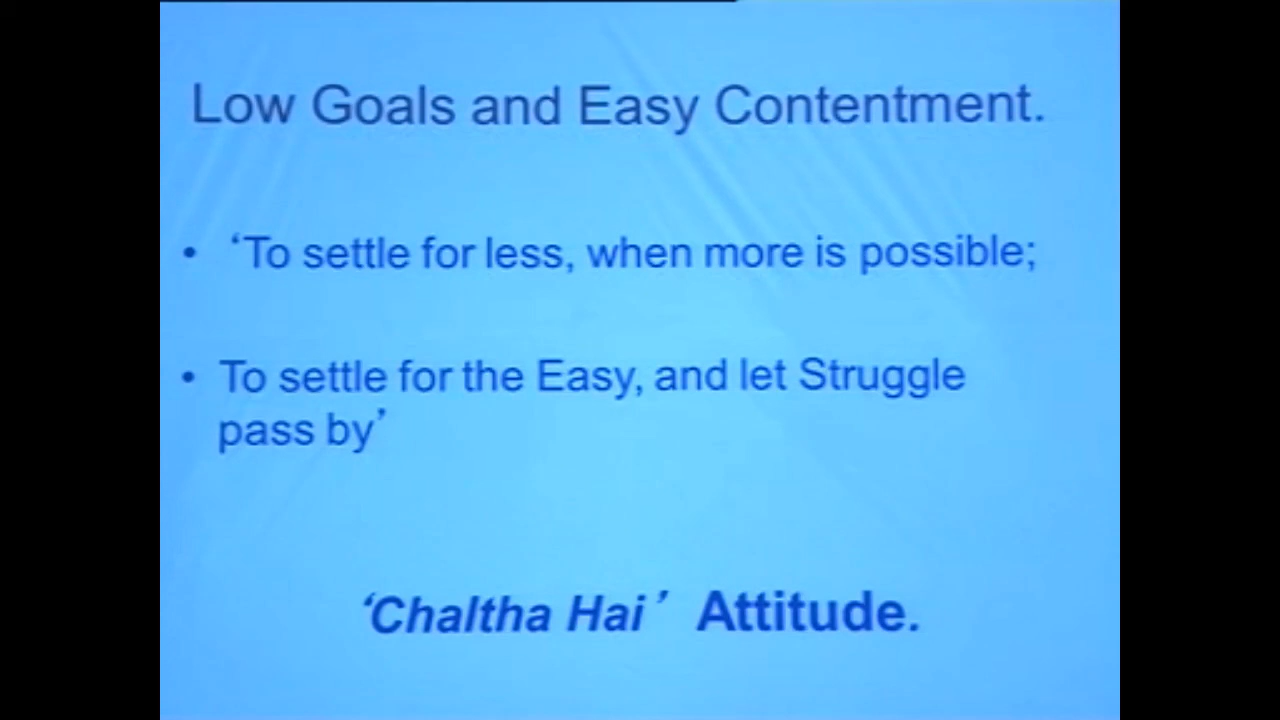 Low Goals and Easy Contentment.
• ‘To settle for less, when more is possible;
• To settle for the Easy, and let Struggle
pass by’
‘Chaltha Hai’ Attitude.